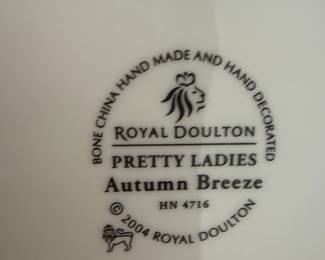 BONE CHINA HAND MADE AND HAND DECORATED
ROYAL DOULTON
PRETTY LADIES
Autumn Breeze
HN 4716
© 2004 ROYAL DOULTON